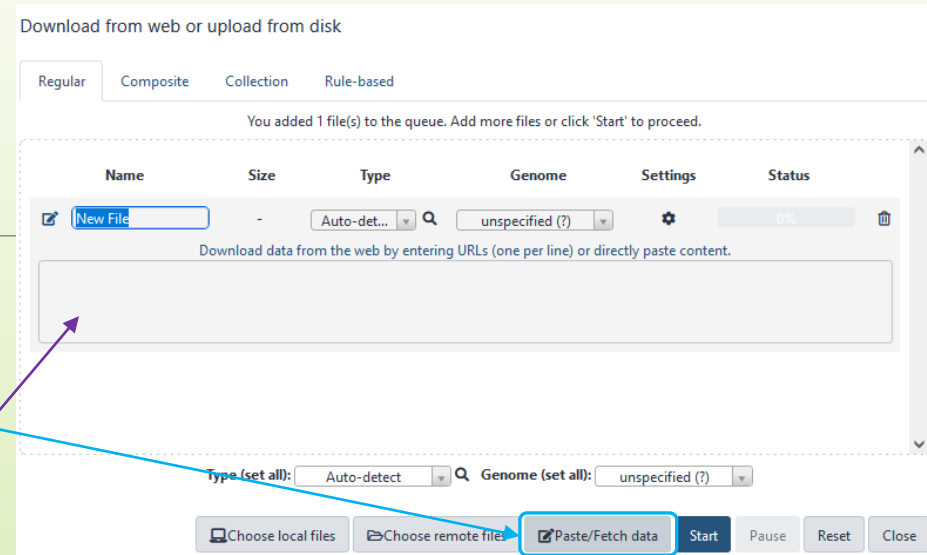 Download from web or upload from disk
Regular Composite Collection Rule-based
You added 1 file(s) to the queue. Add more files or click 'Start' to proceed.
Name Size Type Genome Settings Status
New File - Auto-det... unspecified (?) 0%
Download data from the web by entering URLs (one per line) or directly paste content.
Type (set all): Auto-detect Genome (set all): unspecified (?)
Choose local files Choose remote files Paste/Fetch data Start Pause Reset Close